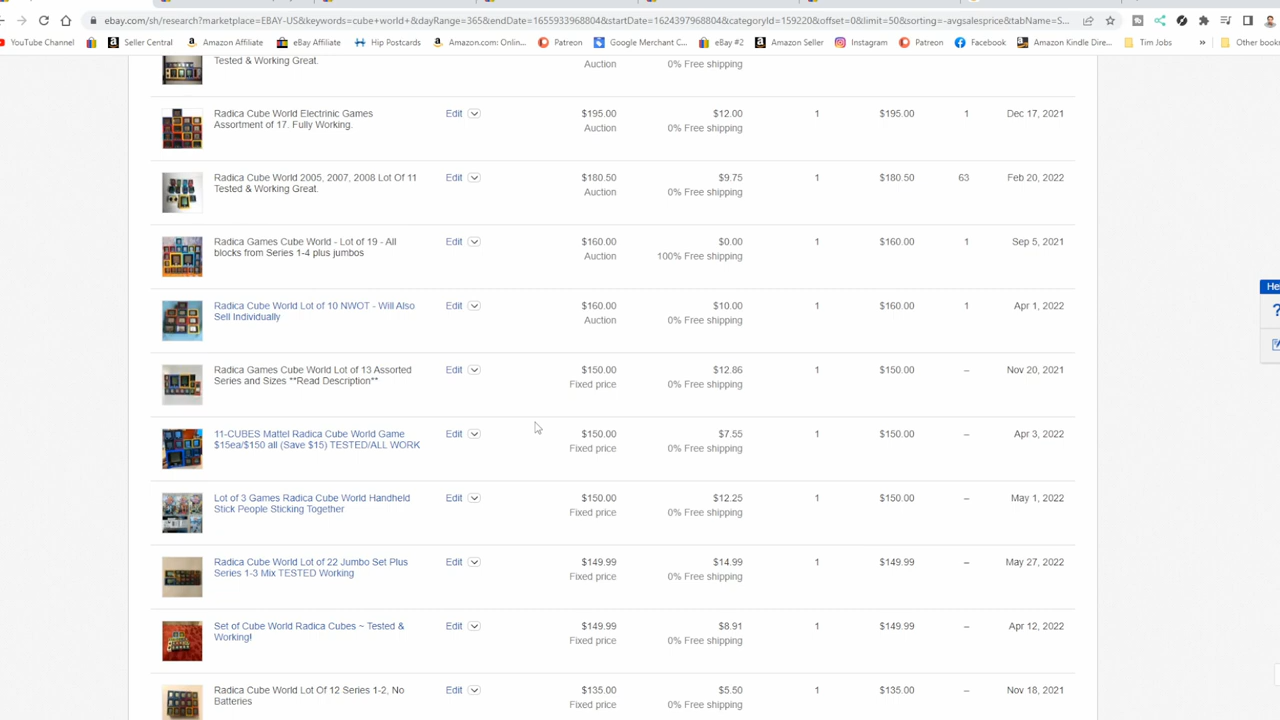 ebay.com/sh/research?marketplace=EBAY-US&keywords=cube+world+&dayRange=365&endDate=1655933968804&startDate=1624397968804&categoryId=159220&offset=0&limit=50&sorting=-avgsalesprice&tabName=S...
YouTube Channel Seller Central Amazon Affiliate eBay Affiliate Hip Postcards Amazon.com: Onlin... Patreon Google Merchant C... eBay #2 Amazon Seller Instagram Patreon Facebook Amazon Kindle Dire... Tim Jobs » Other book
Tested & Working Great. Auction 0% Free shipping
Radica Cube World Electrinic Games Edit $195.00 $12.00 1 $195.00 1 Dec 17, 2021
Assortment of 17. Fully Working. Auction 0% Free shipping
Radica Cube World 2005, 2007, 2008 Lot Of 11 Edit $180.50 $9.75 1 $180.50 63 Feb 20, 2022
Tested & Working Great. Auction 0% Free shipping
Radica Games Cube World - Lot of 19 - All Edit $160.00 $0.00 1 $160.00 1 Sep 5, 2021
blocks from Series 1-4 plus jumbos Auction 100% Free shipping
Radica Cube World Lot of 10 NWOT - Will Also Edit $160.00 $10.00 1 $160.00 1 Apr 1, 2022
Sell Individually Auction 0% Free shipping
Radica Games Cube World Lot of 13 Assorted Edit $150.00 $12.86 1 $150.00 – Nov 20, 2021
Series and Sizes **Read Description** Fixed price 0% Free shipping
11-CUBES Mattel Radica Cube World Game Edit $150.00 $7.55 1 $150.00 – Apr 3, 2022
$15ea/$150 all (Save $15) TESTED/ALL WORK Fixed price 0% Free shipping
Lot of 3 Games Radica Cube World Handheld Edit $150.00 $12.25 1 $150.00 – May 1, 2022
Stick People Sticking Together Fixed price 0% Free shipping
Radica Cube World Lot of 22 Jumbo Set Plus Edit $149.99 $14.99 1 $149.99 – May 27, 2022
Series 1-3 Mix TESTED Working Fixed price 0% Free shipping
Set of Cube World Radica Cubes ~ Tested & Edit $149.99 $8.91 1 $149.99 – Apr 12, 2022
Working! Fixed price 0% Free shipping
Radica Cube World Lot Of 12 Series 1-2, No Edit $135.00 $5.50 1 $135.00 – Nov 18, 2021
Batteries Fixed price 0% Free shipping
He
?